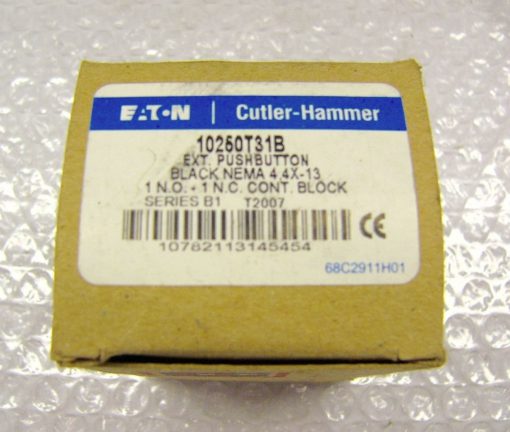 EATON | Cutler-Hammer
10250T31B
EXT. PUSHBUTTON
BLACK NEMA 4,4X-13
1 N.O. - 1 N.C. CONT. BLOCK
SERIES B1 T2007
10782113145454
CE
68C2911H01